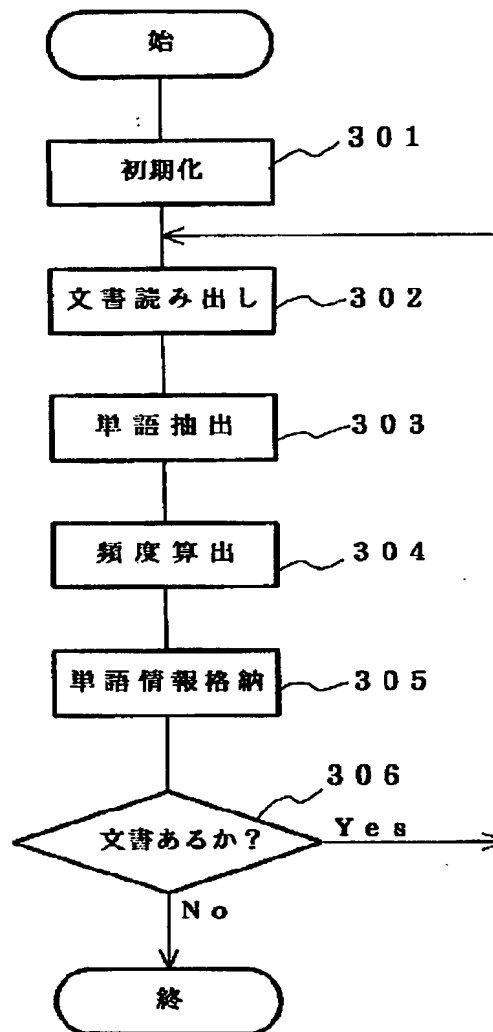 始
初期化
301
文書読み出し
302
単語抽出
303
頻度算出
304
単語情報格納
305
306
文書あるか?
Yes
No
終